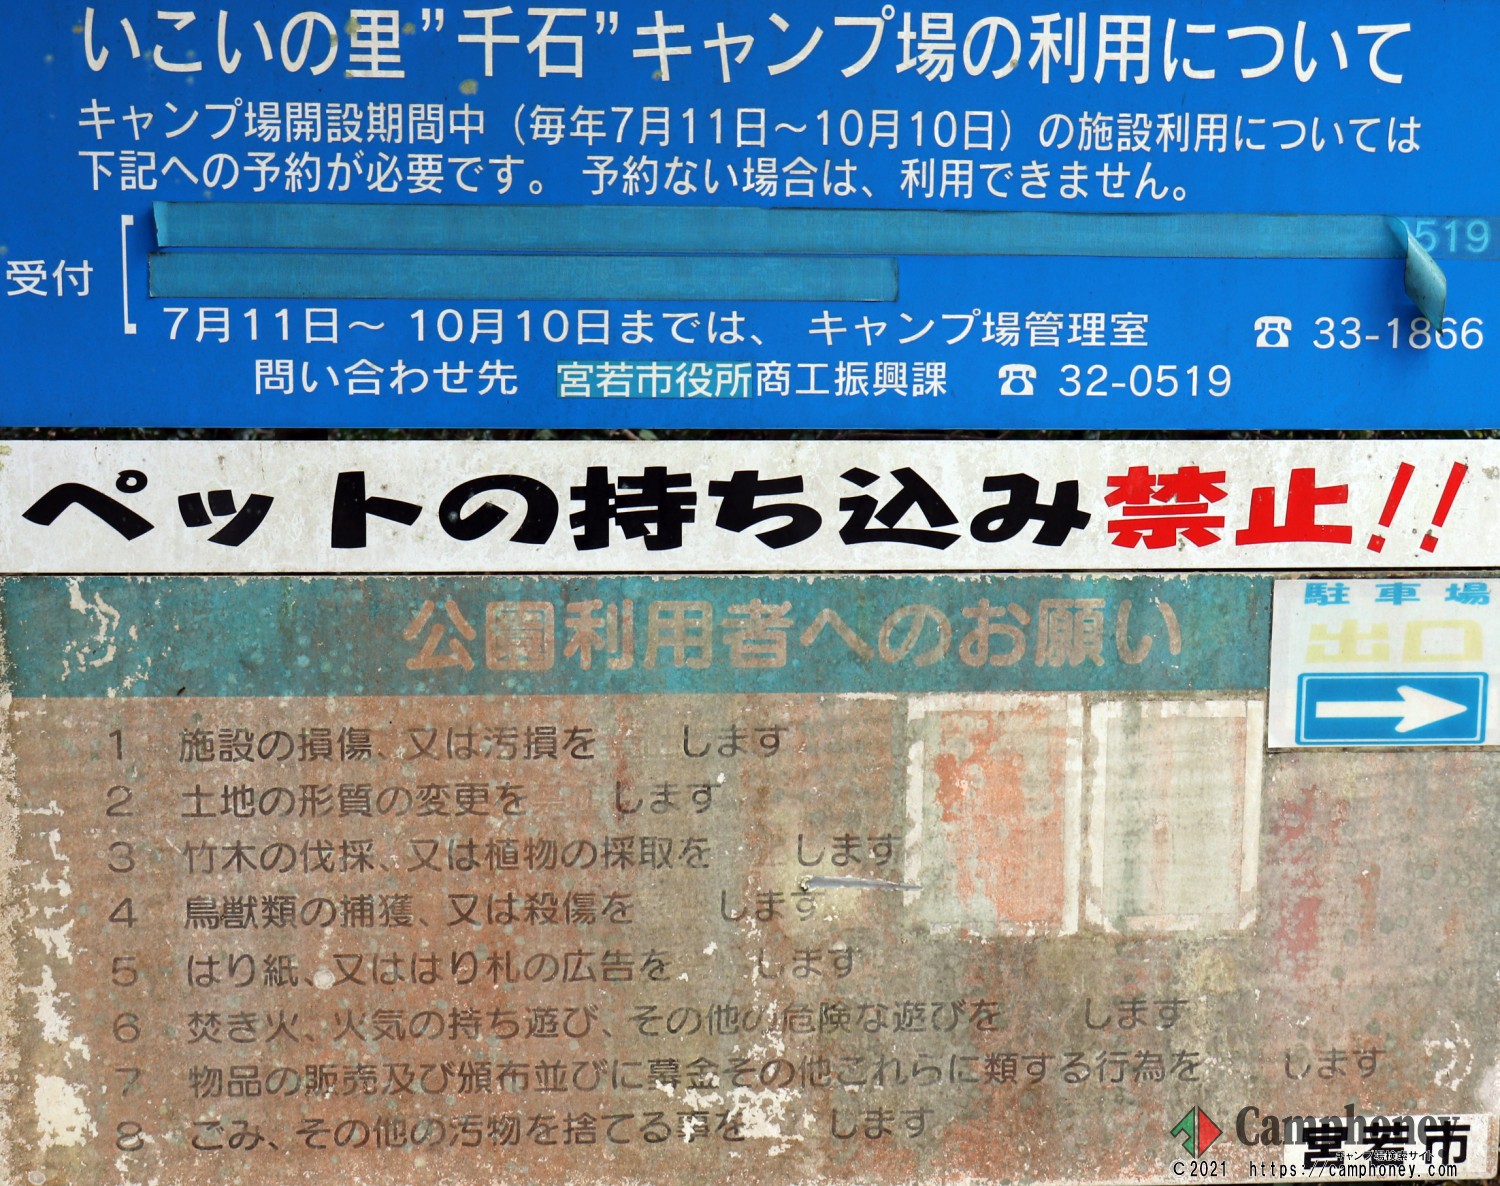 いこいの里”千石”キャンプ場の利用について
キャンプ場開設期間中（毎年7月11日～10月10日）の施設利用については
下記への予約が必要です。 予約ない場合は、利用できません。
519
受付
7月11日～ 10月10日までは、 キャンプ場管理室 ☎ 33-1866
問い合わせ先 宮若市役所商工振興課 ☎ 32-0519
ペットの持ち込み禁止!!
公園利用者へのお願い
駐車場
出口
1 施設の損傷、又は汚損を します
2 土地の形質の変更を します
3 竹木の伐採、又は植物の採取を します
4 鳥獣類の捕獲、又は殺傷を します
5 はり紙、又ははり札の広告を します
6 焚き火、火気の持ち遊び、その他の危険な遊びを します
7 物品の販売及び頒布並びに募金その他これらに類する行為を します
8 ごみ、その他の汚物を捨てる事を します
宮若市
Camphoney
キャンプ場検索サイト
C2021 https://camphoney.com